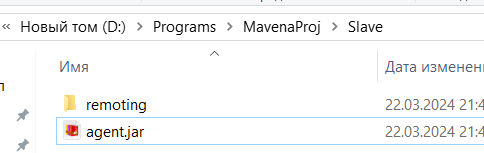 « Новый том (D:) › Programs › MavenaProj › Slave
Имя Дата изменен
remoting 22.03.2024 21:4
agent.jar 22.03.2024 21:4